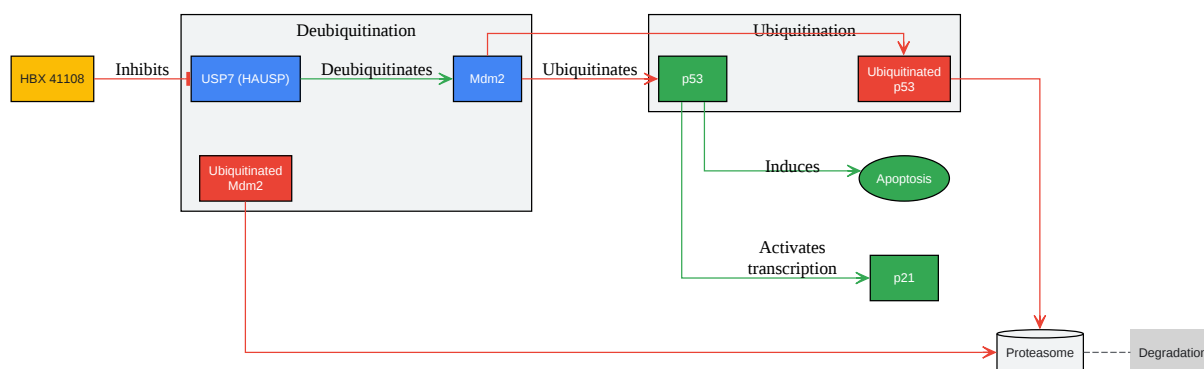 Deubiquitination
Ubiquitination
HBX 41108
Inhibits
USP7 (HAUSP)
Deubiquitinates
Mdm2
Ubiquitinates
p53
Ubiquitinated
p53
Ubiquitinated
Mdm2
Induces
Apoptosis
Activates
transcription
p21
Proteasome
Degradation